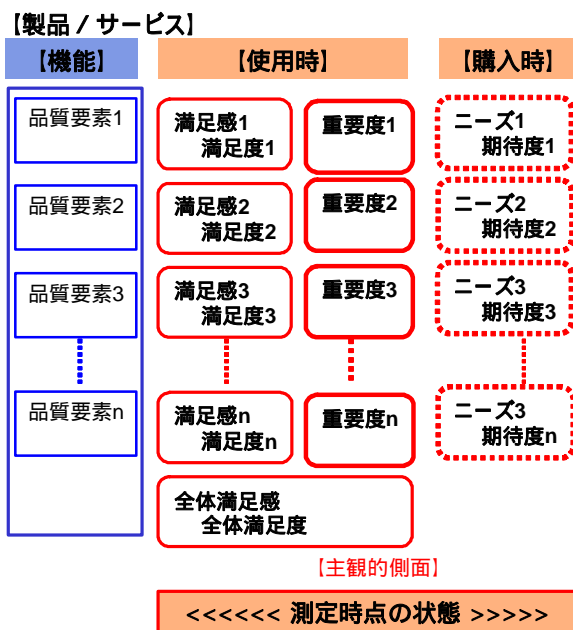 【製品 / サービス】
【機能】 【使用時】 【購入時】
品質要素1 満足感1 重要度1 ニーズ1
満足度1 期待度1
品質要素2 満足感2 重要度2 ニーズ2
満足度2 期待度2
品質要素3 満足感3 重要度3 ニーズ3
満足度3 期待度3
品質要素n 満足感n 重要度n ニーズ3
満足度n 期待度n
全体満足感
全体満足度
【主観的側面】
<<<<<< 測定時点の状態 >>>>>